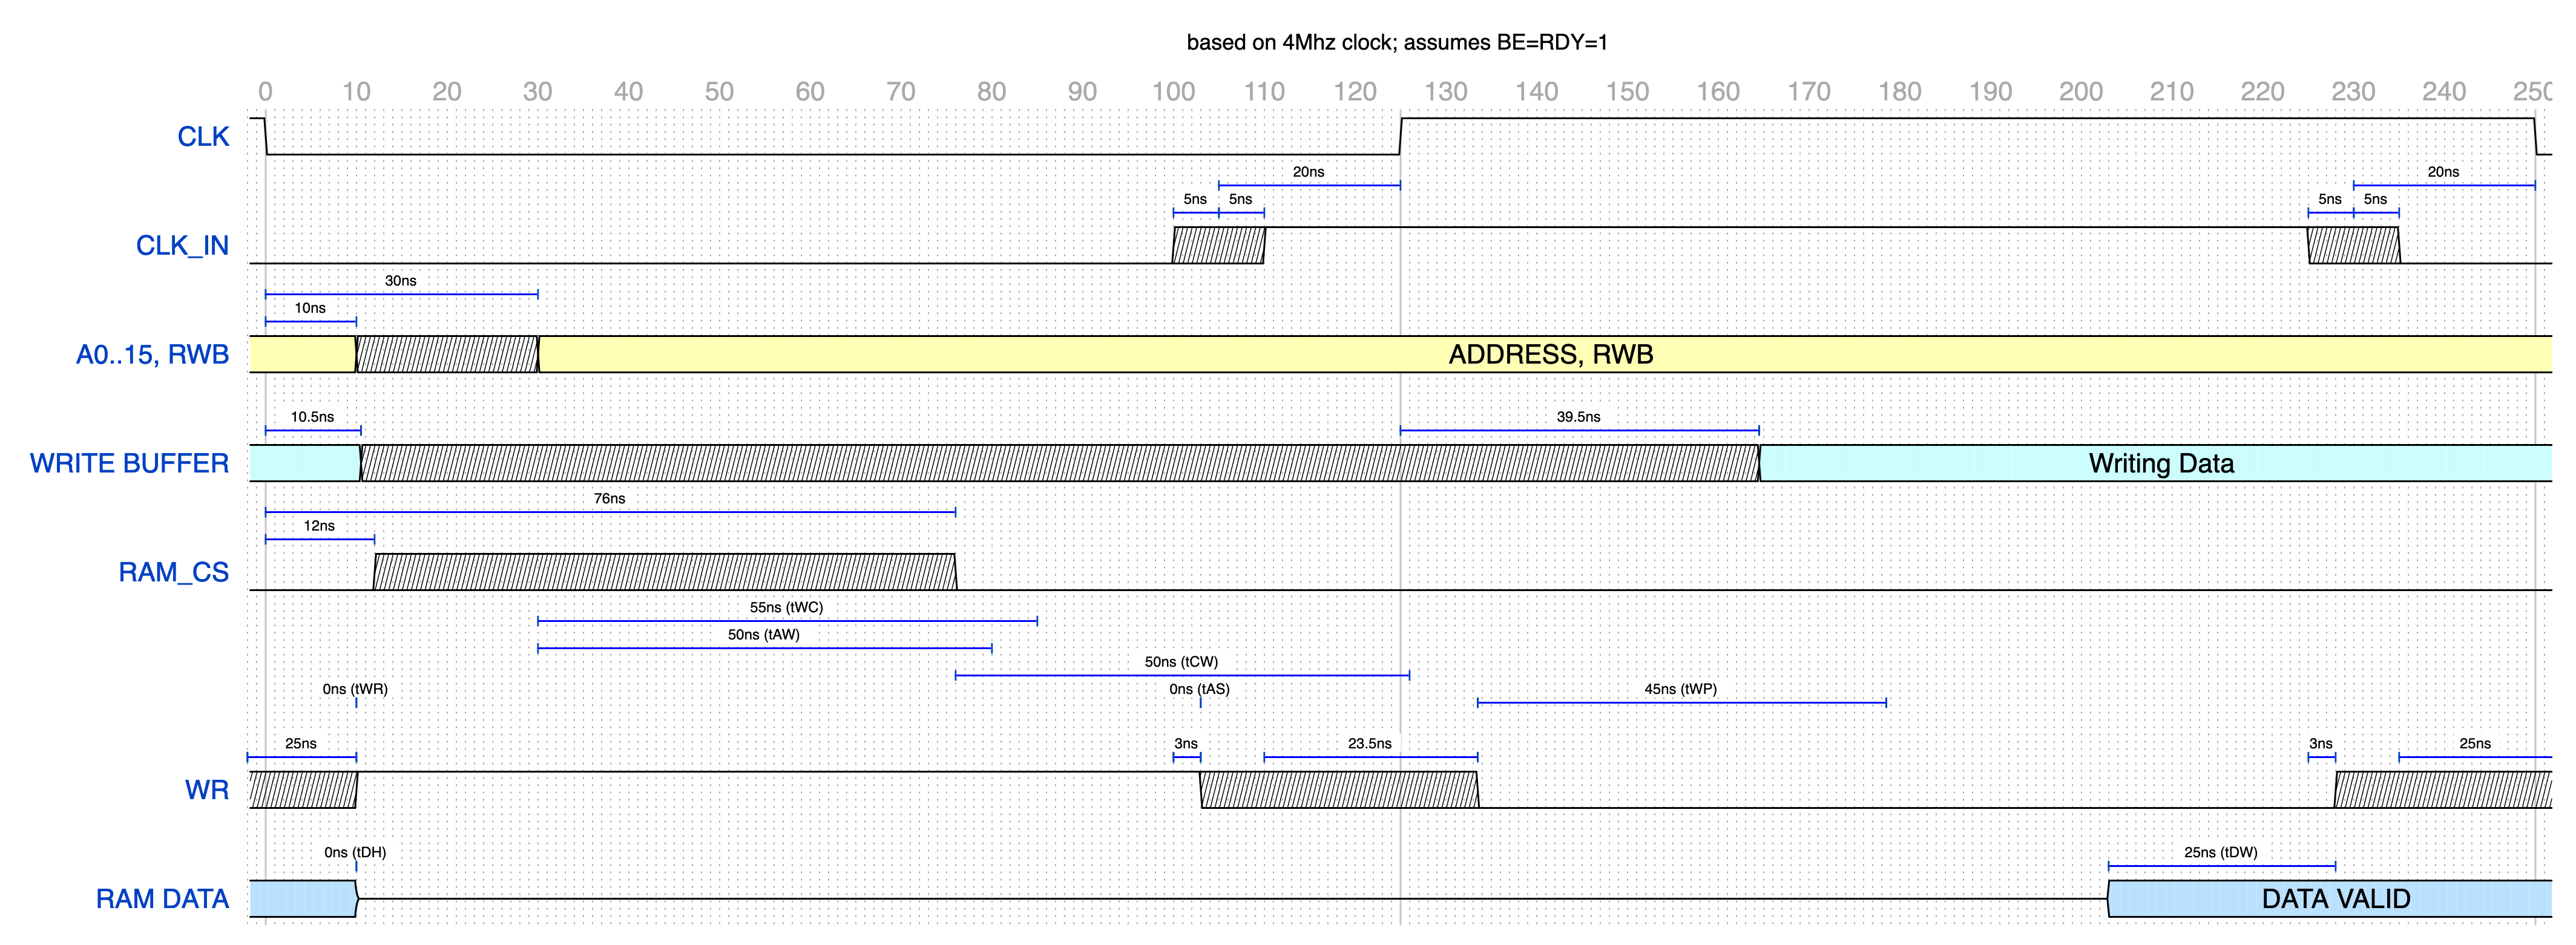 based on 4Mhz clock; assumes BE=RDY=1
0 10 20 30 40 50 60 70 80 90 100 110 120 130 140 150 160 170 180 190 200 210 220 230 240 250
CLK
20ns 20ns
5ns 5ns 5ns 5ns
CLK_IN
30ns
10ns
A0..15, RWB ADDRESS, RWB
10.5ns 39.5ns
WRITE BUFFER Writing Data
76ns
12ns
RAM_CS
55ns (tWC)
50ns (tAW)
50ns (tCW)
0ns (tWR) 0ns (tAS) 45ns (tWP)
25ns 3ns 23.5ns 3ns 25ns
WR
0ns (tDH) 25ns (tDW)
RAM DATA DATA VALID